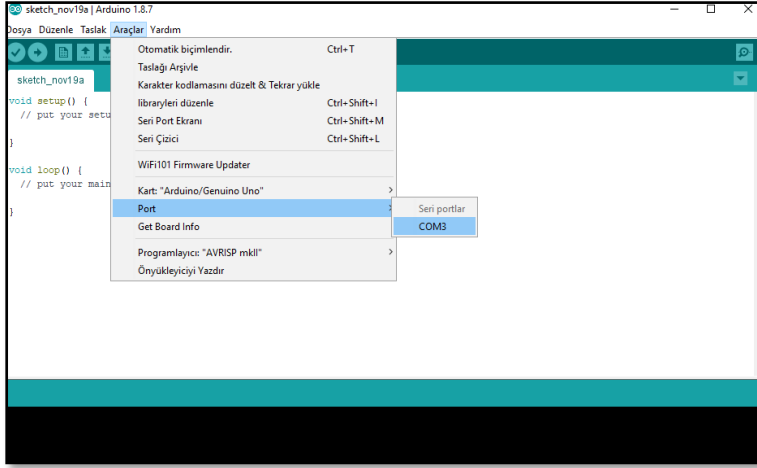 sketch_nov19a | Arduino 1.8.7
Dosya Düzenle Taslak Araçlar Yardım
sketch_nov19a
void setup() {
// put your setu
}
void loop() {
// put your main
}
Otomatik biçimlendir. Ctrl+T
Taslağı Arşivle
Karakter kodlamasını düzelt & Tekrar yükle
libraryleri düzenle Ctrl+Shift+I
Seri Port Ekranı Ctrl+Shift+M
Seri Çizici Ctrl+Shift+L
WiFi101 Firmware Updater
Kart: "Arduino/Genuino Uno"
Port
Get Board Info
Programlayıcı: "AVRISP mkII"
Önyükleyiciyi Yazdır
Seri portlar
COM3